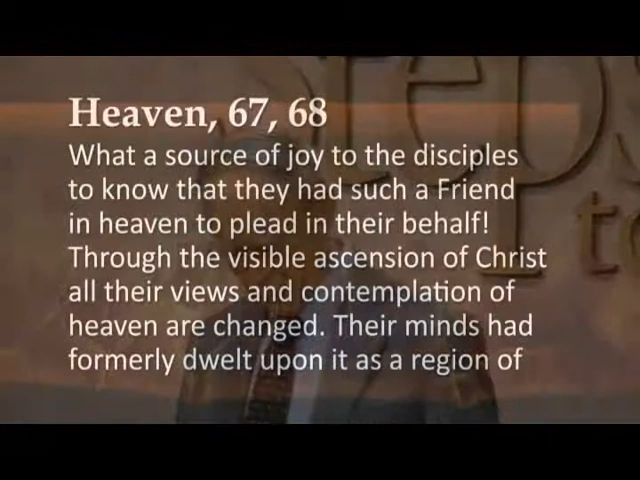 Heaven, 67, 68
What a source of joy to the disciples
to know that they had such a Friend
in heaven to plead in their behalf!
Through the visible ascension of Christ
all their views and contemplation of
heaven are changed. Their minds had
formerly dwelt upon it as a region of
steps
to